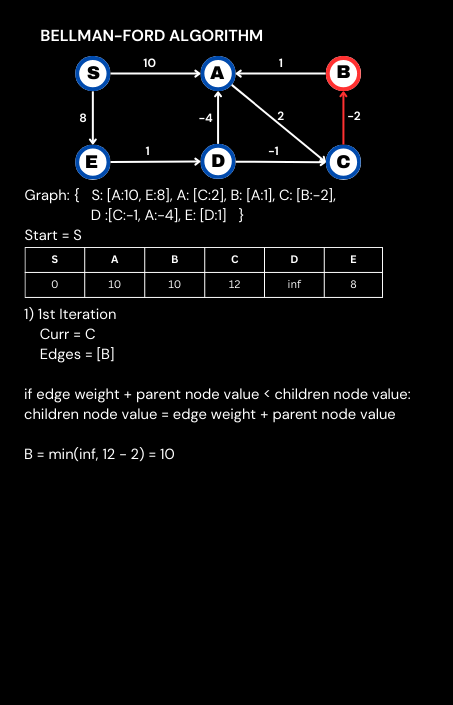 BELLMAN-FORD ALGORITHM
S 10 A 1 B
8 -4 2 -2
E 1 D -1 C
Graph: { S: [A:10, E:8], A: [C:2], B: [A:1], C: [B:-2],
D :[C:-1, A:-4], E: [D:1] }
Start = S
S A B C D E
0 10 10 12 inf 8
1) 1st Iteration
Curr = C
Edges = [B]
if edge weight + parent node value < children node value:
children node value = edge weight + parent node value
B = min(inf, 12 - 2) = 10